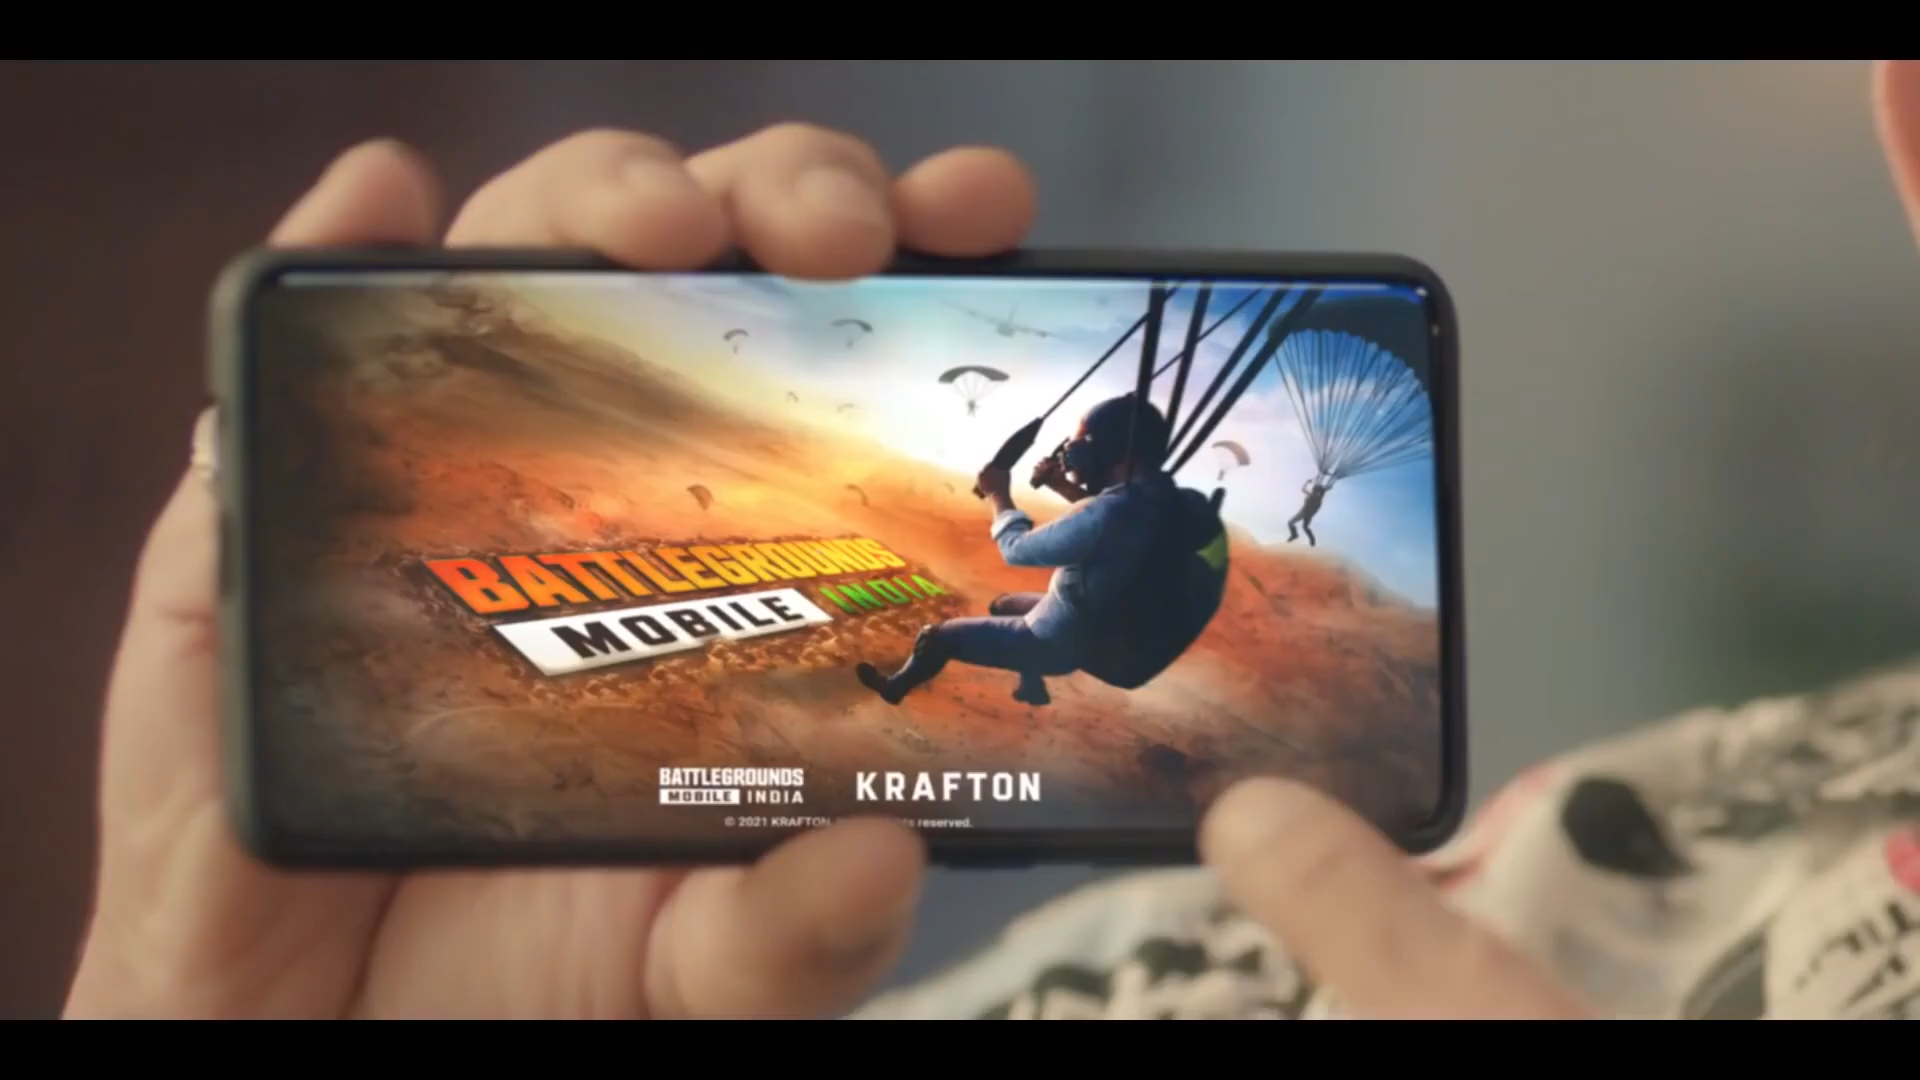 BATTLEGROUNDS
MOBILE INDIA
BATTLEGROUNDS
MOBILE INDIA
KRAFTON
© 2021 KRAFTON reserved.